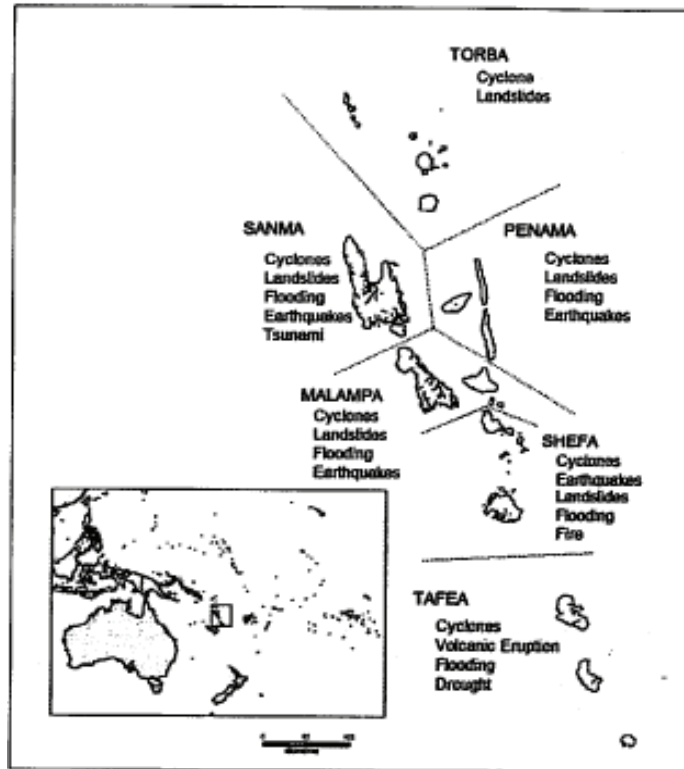 TORBA
Cyclone
Landslides
SANMA
Cyclones
Landslides
Flooding
Earthquakes
Tsunami
PENAMA
Cyclones
Landslides
Flooding
Earthquakes
MALAMPA
Cyclones
Landslides
Flooding
Earthquakes
SHEFA
Cyclones
Earthquakes
Landslides
Flooding
Fire
TAFEA
Cyclones
Volcanic Eruption
Flooding
Drought
0